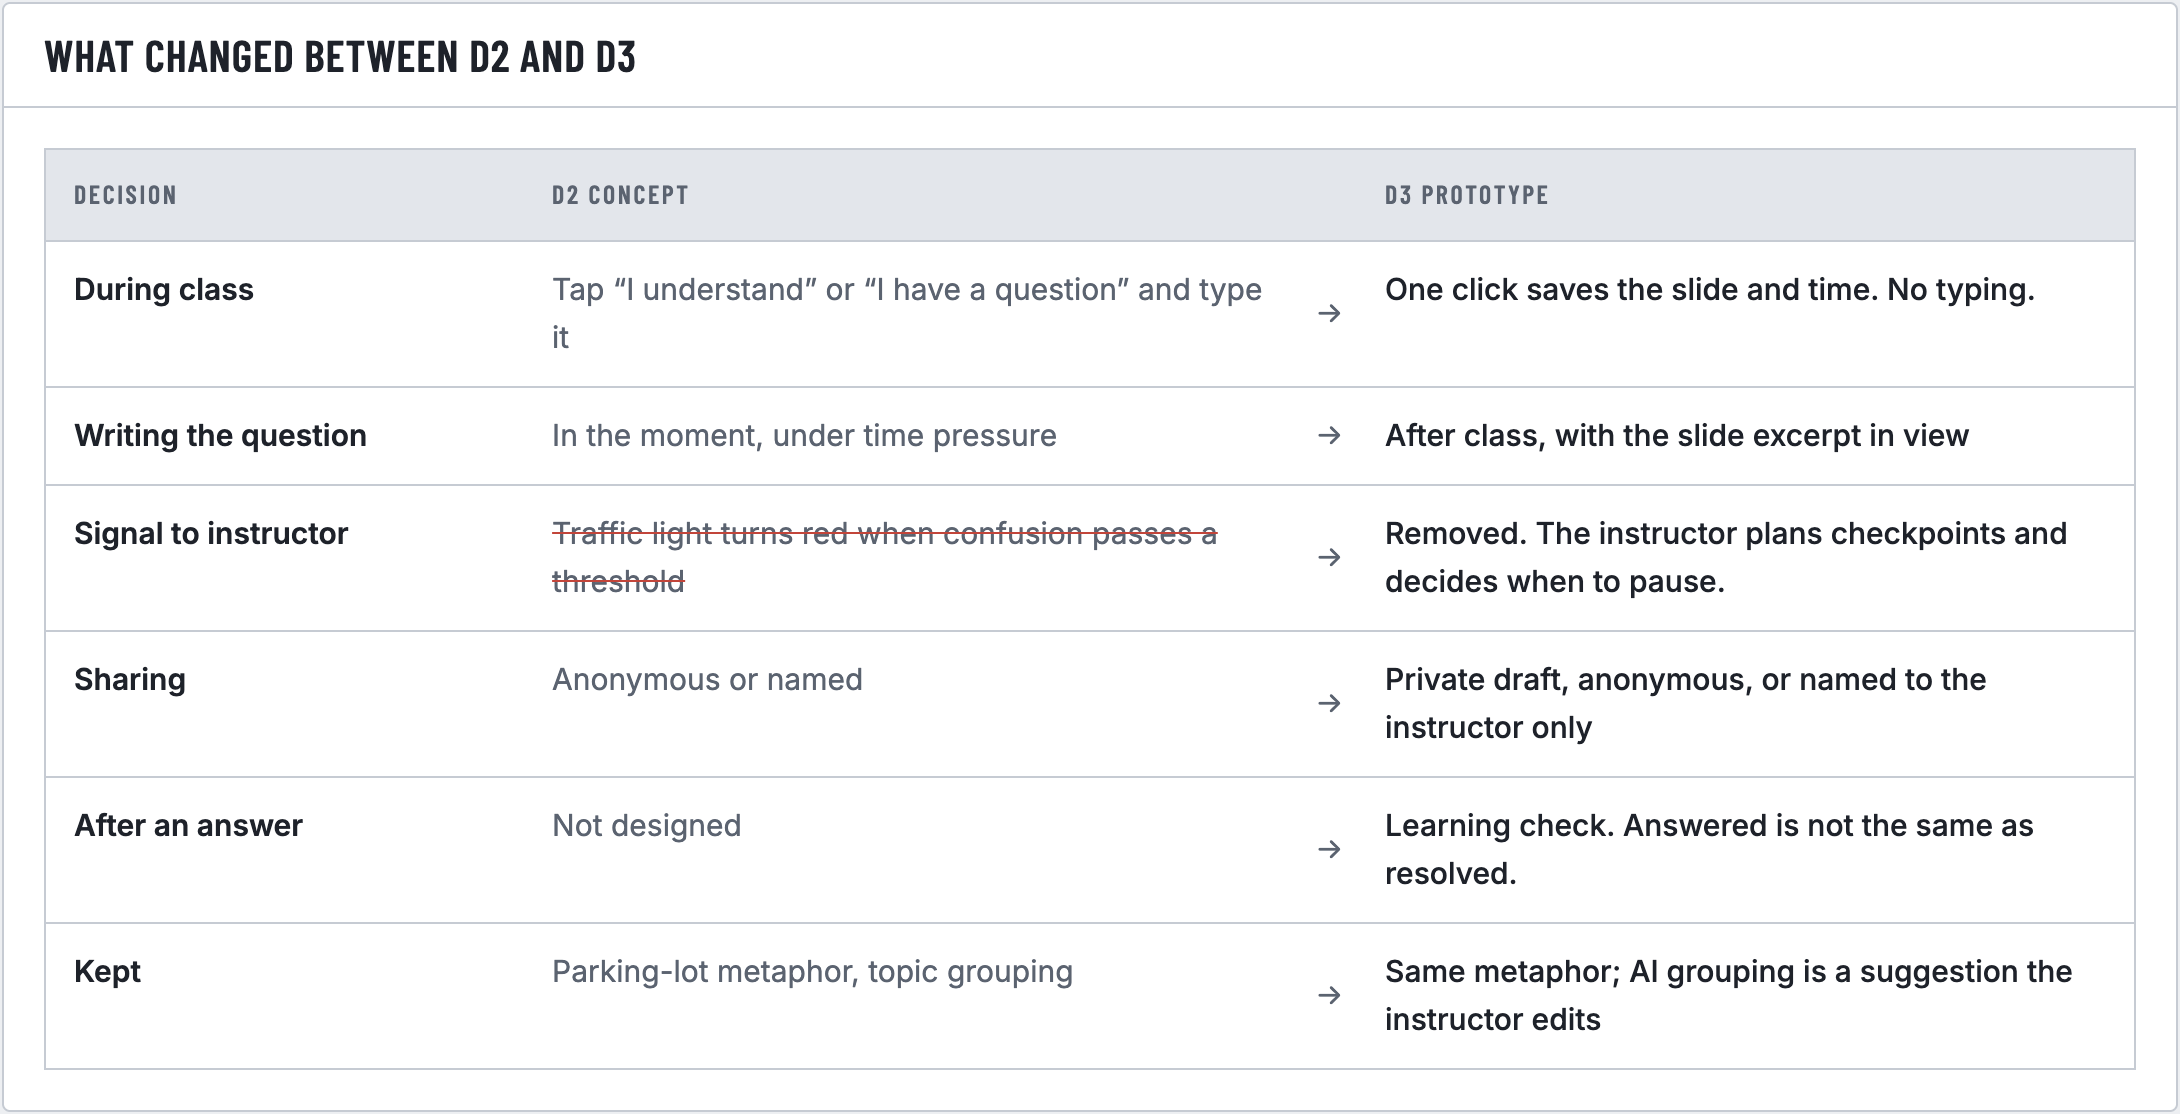 WHAT CHANGED BETWEEN D2 AND D3
DECISION
D2 CONCEPT
D3 PROTOTYPE
During class
Tap “I understand” or “I have a question” and type
it
→
One click saves the slide and time. No typing.
Writing the question
In the moment, under time pressure
→
After class, with the slide excerpt in view
Signal to instructor
Traffic light turns red when confusion passes a
threshold
→
Removed. The instructor plans checkpoints and
decides when to pause.
Sharing
Anonymous or named
→
Private draft, anonymous, or named to the
instructor only
After an answer
Not designed
→
Learning check. Answered is not the same as
resolved.
Kept
Parking-lot metaphor, topic grouping
→
Same metaphor; AI grouping is a suggestion the
instructor edits